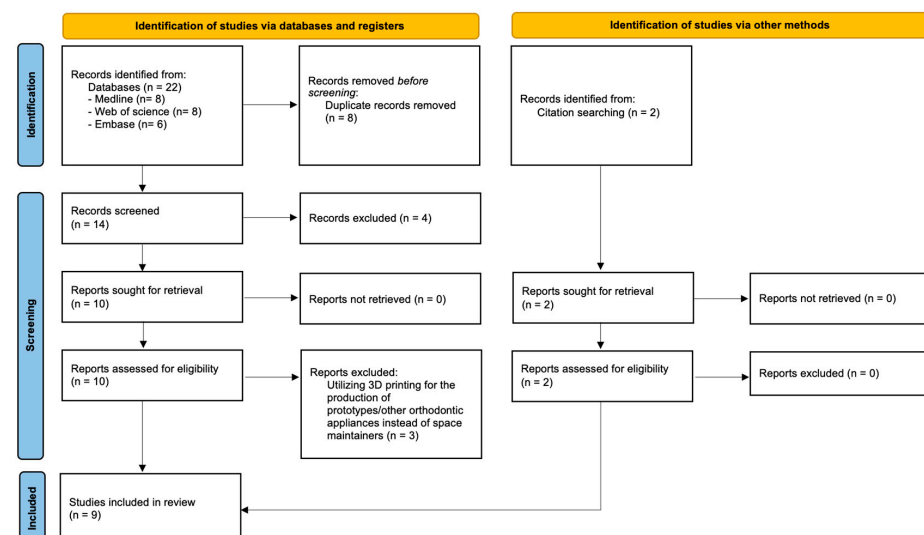 Identification of studies via databases and registers
Identification of studies via other methods
Identification
Records identified from:
Databases (n = 22)
- Medline (n= 8)
- Web of science (n= 8)
- Embase (n= 6)
Records removed before
screening:
Duplicate records removed
(n = 8)
Records identified from:
Citation searching (n = 2)
Screening
Records screened
(n = 14)
Records excluded (n = 4)
Reports sought for retrieval
(n = 10)
Reports not retrieved (n = 0)
Reports sought for retrieval
(n = 2)
Reports not retrieved (n = 0)
Reports assessed for eligibility
(n = 10)
Reports excluded:
Utilizing 3D printing for the
production of
prototypes/other orthodontic
appliances instead of space
maintainers (n = 3)
Reports assessed for eligibility
(n = 2)
Reports excluded (n = 0)
Included
Studies included in review
(n = 9)